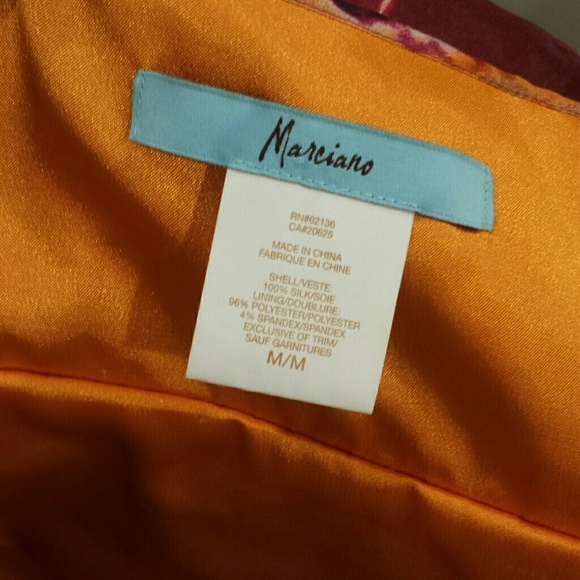 Marciano
RN#62136
CA#20625
MADE IN CHINA
FABRIQUE EN CHINE
SHELL/VESTE:
100% SILK/SOIE
LINING/DOUBLURE:
96% POLYESTER/POLYESTER
4% SPANDEX/SPANDEX
EXCLUSIVE OF TRIM/
SAUF GARNITURES
M/M